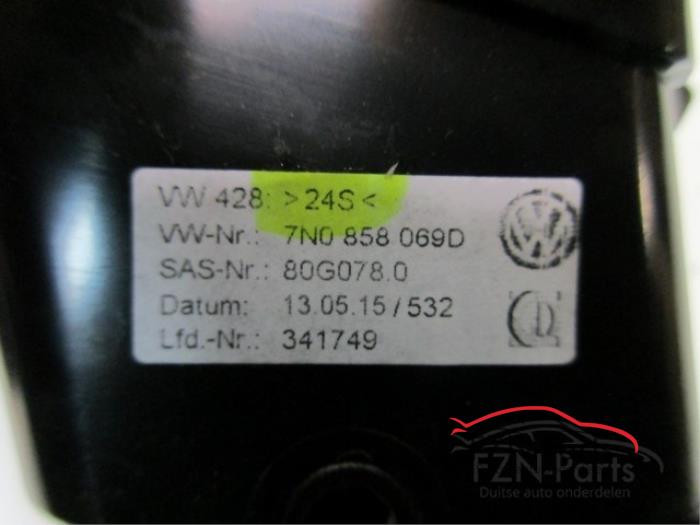 VW 428: >24S<
VW-Nr.: 7N0 858 069D
SAS-Nr.: 80G078.0
Datum: 13.05.15/532
Lfd.-Nr.: 341749
FZN-Parts
Duitse auto onderdelen